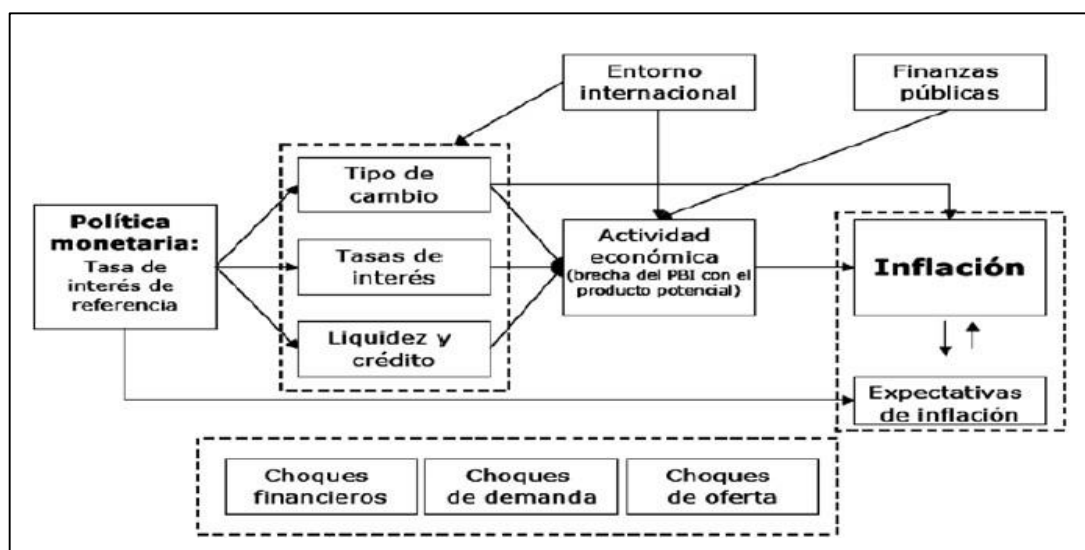 Entorno
internacional
Finanzas
públicas
Tipo de
cambio
Política
monetaria:
Tasa de
interés de
referencia
Tasas de
interés
Actividad
económica
(brecha del PBI con el
producto potencial)
Inflación
Liquidez y
crédito
Expectativas
de inflación
Choques
financieros
Choques
de demanda
Choques
de oferta